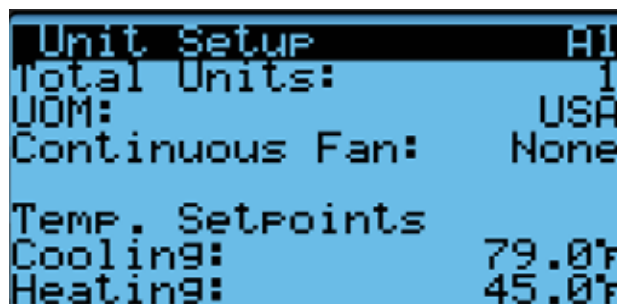 Unit Setup A1
Total Units: 1
UOM: USA
Continuous Fan: None
Temp. Setpoints
Cooling: 79.0°F
Heating: 45.0°F